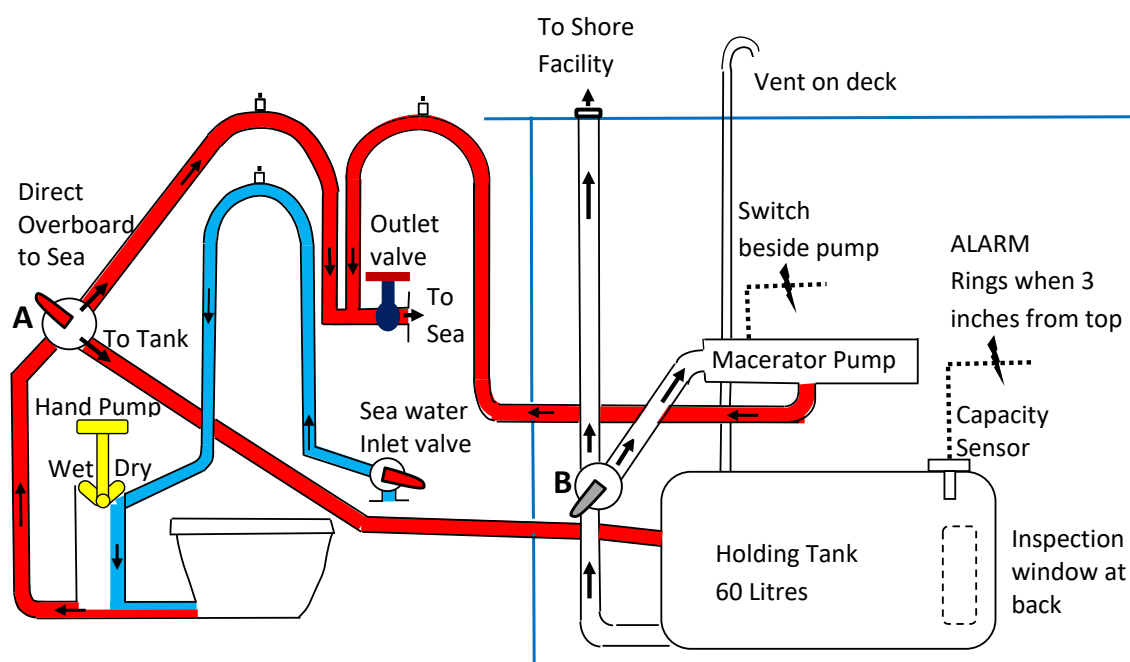 To Shore
Facility
Vent on deck
Direct
Overboard
to Sea
Outlet
valve
Switch
beside pump
ALARM
Rings when 3
inches from top
A
To
Sea
To Tank
Macerator Pump
Hand Pump
Sea water
Inlet valve
Capacity
Sensor
Wet
Dry
B
Holding Tank
60 Litres
Inspection
window at
back